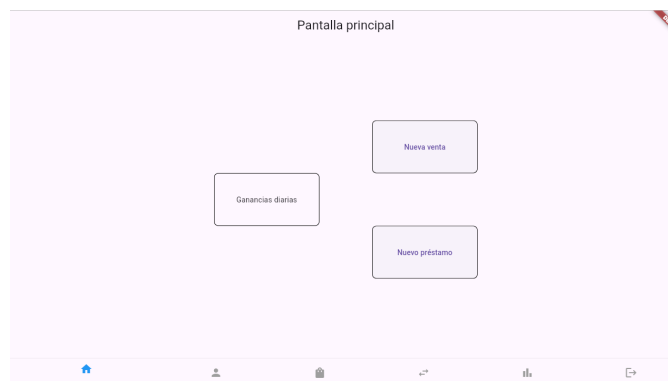 Pantalla principal
Nueva venta
Ganancias diarias
Nuevo préstamo